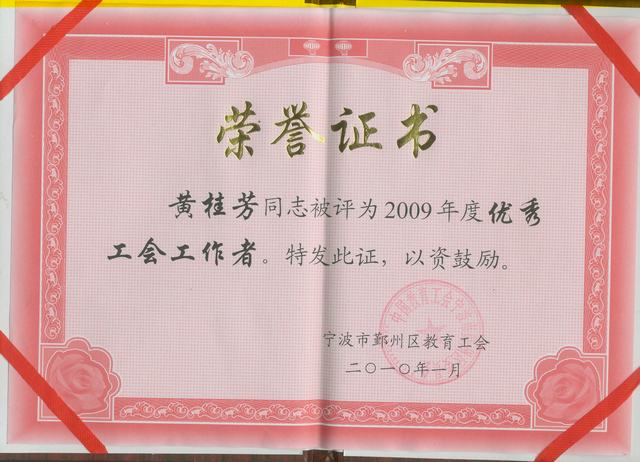 荣誉证书
黄桂芳同志被评为2009年度优秀
工会工作者。特发此证，以资鼓励。
宁波市鄞州区教育工会
二〇一〇年一月